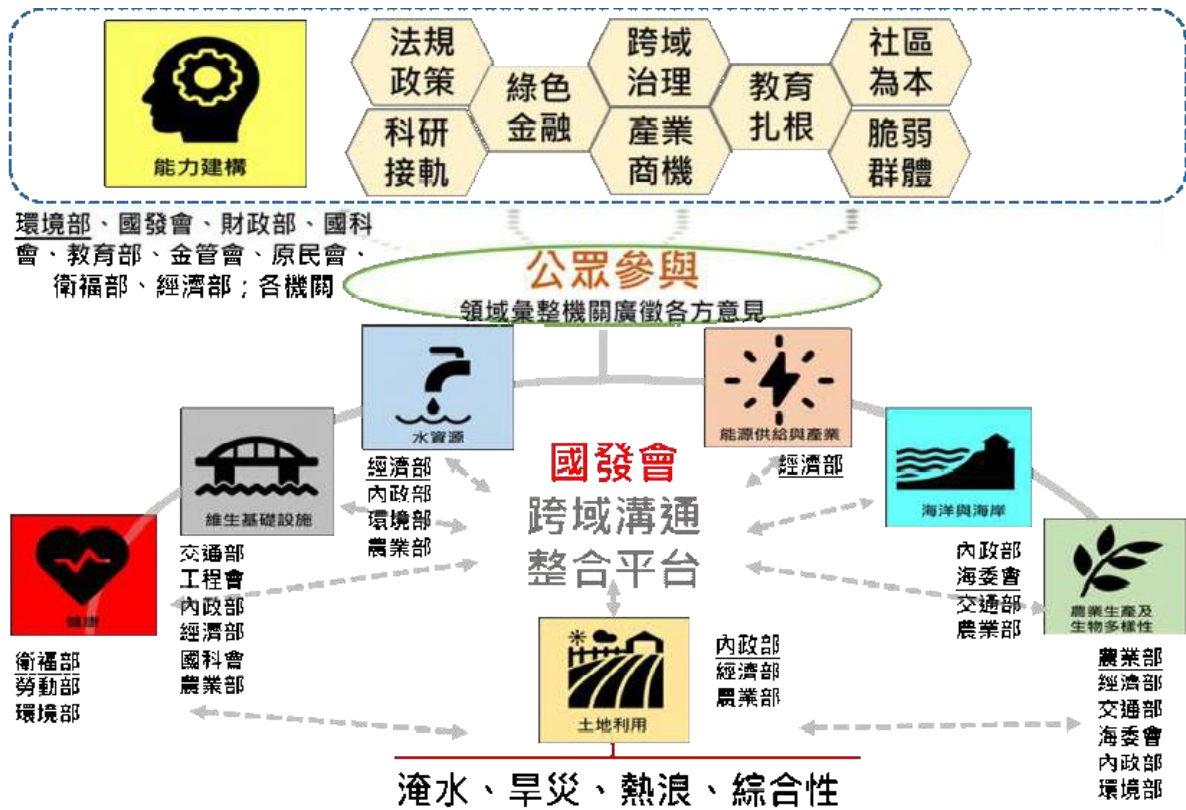 法規
政策
綠色
金融
跨域
治理
教育
扎根
社區
為本
科研
接軌
產業
商機
脆弱
群體
能力建構
環境部、國發會、財政部、國科
會、教育部、金管會、原民會、
衛福部、經濟部；各機關
公眾參與
領域彙整機關廣徵各方意見
水資源
經濟部
內政部
環境部
農業部
能源供給與產業
經濟部
維生基礎設施
交通部
工程會
內政部
經濟部
國科會
農業部
國發會
跨域溝通
整合平台
海洋與海岸
內政部
海委會
交通部
農業部
健康
衛福部
勞動部
環境部
農業生產及
生物多樣性
農業部
經濟部
交通部
海委會
內政部
環境部
土地利用
內政部
經濟部
農業部
淹水、旱災、熱浪、綜合性